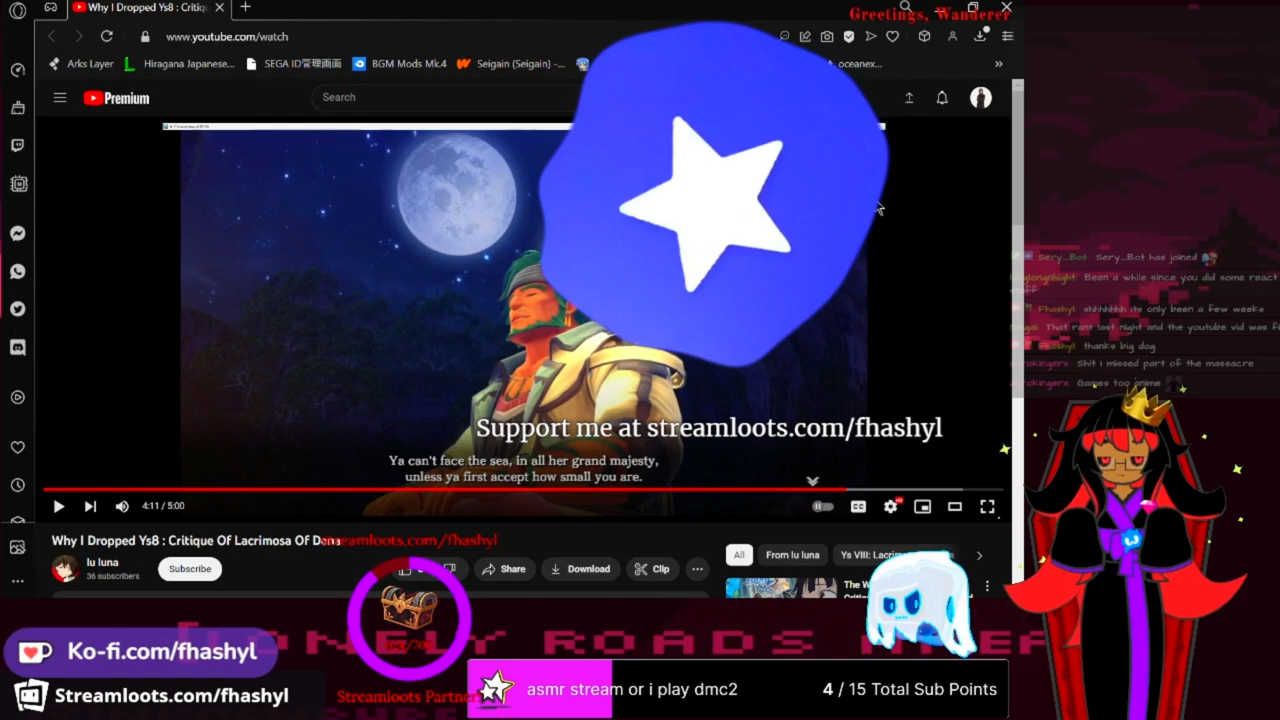 Why I Dropped Ys8 : Critiq
Greetings, Wanderer
www.youtube.com/watch
Arks Layer
Hiragana Japanese...
SEGA ID管理画面
BGM Mods Mk.4
Seigain (Seigain) -...
oceanex...
Premium
Search
Sery_Bot Sery_Bot has joined
Been a while since you did some react
Fhashyl shhhhhhh its only been a few weeks
That rant last night and the youtube vid was
Fhashyl thanks big dog
Shit I missed part of the massacre
Games too anime
Support me at streamloots.com/fhashyl
Ya can't face the sea, in all her grand majesty,
unless ya first accept how small you are.
4:11 / 5:00
Why I Dropped Ys8 : Critique Of Lacrimosa Of Dana
streamloots.com/fhashyl
lu luna
36 subscribers
Subscribe
Share
Download
Clip
All
From lu luna
Ys VIII: Lacri
The W
LONELY ROADS
Ko-fi.com/fhashyl
Streamloots.com/fhashyl
Streamloots Partner
asmr stream or i play dmc2
4 / 15 Total Sub Points